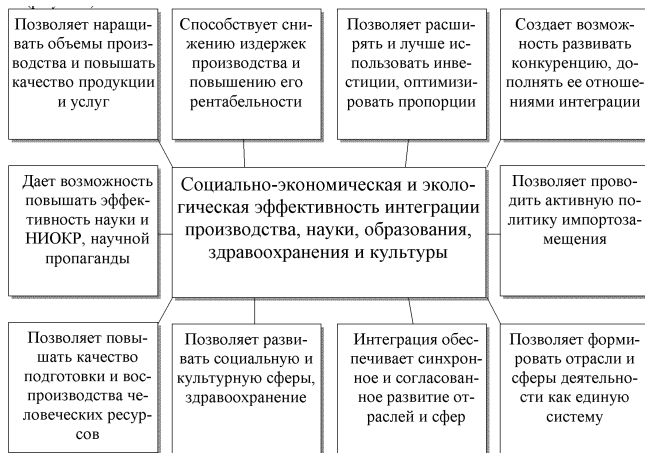 Позволяет наращи-
вать объемы произ-
водства и повышать
качество продукции
и услуг
Способствует сни-
жению издержек
производства и
повышению его
рентабельности
Позволяет расши-
рять и лучше ис-
пользовать инве-
стиции, оптимизи-
ровать пропорции
Создает возмож-
ность развивать
конкуренцию, до-
полнять ее отноше-
ниями интеграции
Дает возможность
повышать эффек-
тивность науки и
НИОКР, научной
пропаганды
Социально-экономическая и эколо-
гическая эффективность интеграции
производства, науки, образования,
здравоохранения и культуры
Позволяет прово-
дить активную по-
литику импортоза-
мещения
Позволяет повы-
шать качество
подготовки и вос-
производства че-
ловеческих ресур-
сов
Позволяет разви-
вать социальную и
культурную сферы,
здравоохранение
Интеграция обес-
печивает синхрон-
ное и согласован-
ное развитие от-
раслей и сфер
Позволяет форми-
ровать отрасли и
сферы деятельно-
сти как единую
систему